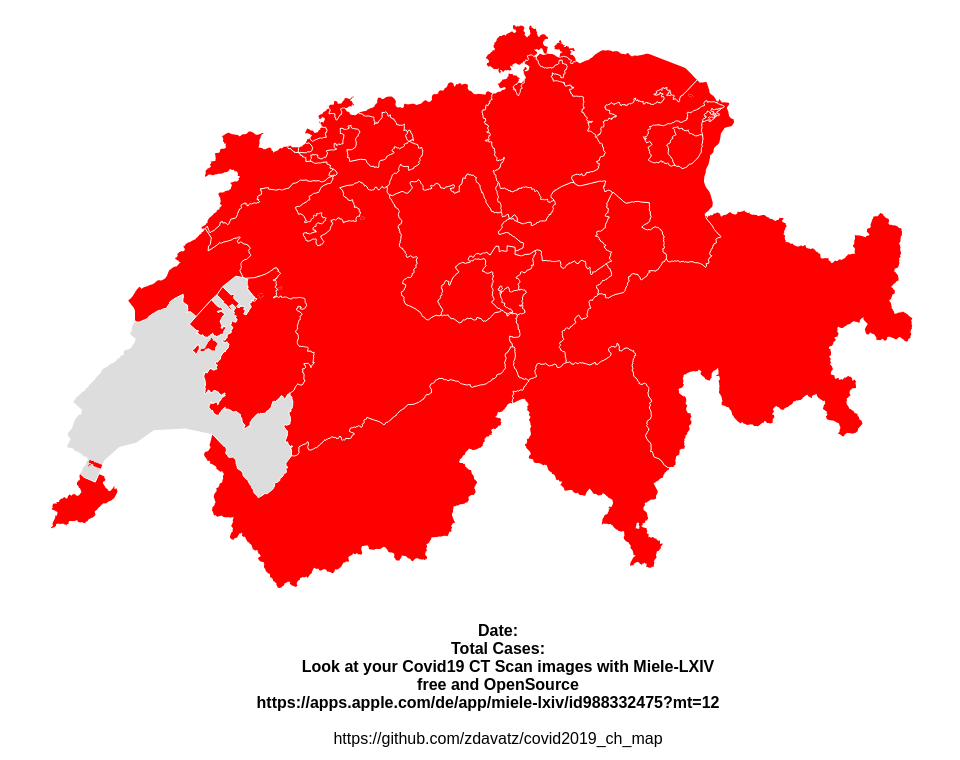 Date:
Total Cases:
Look at your Covid19 CT Scan images with Miele-LXIV
free and OpenSource
https://apps.apple.com/de/app/miele-lxiv/id988332475?mt=12
https://github.com/zdavatz/covid2019_ch_map